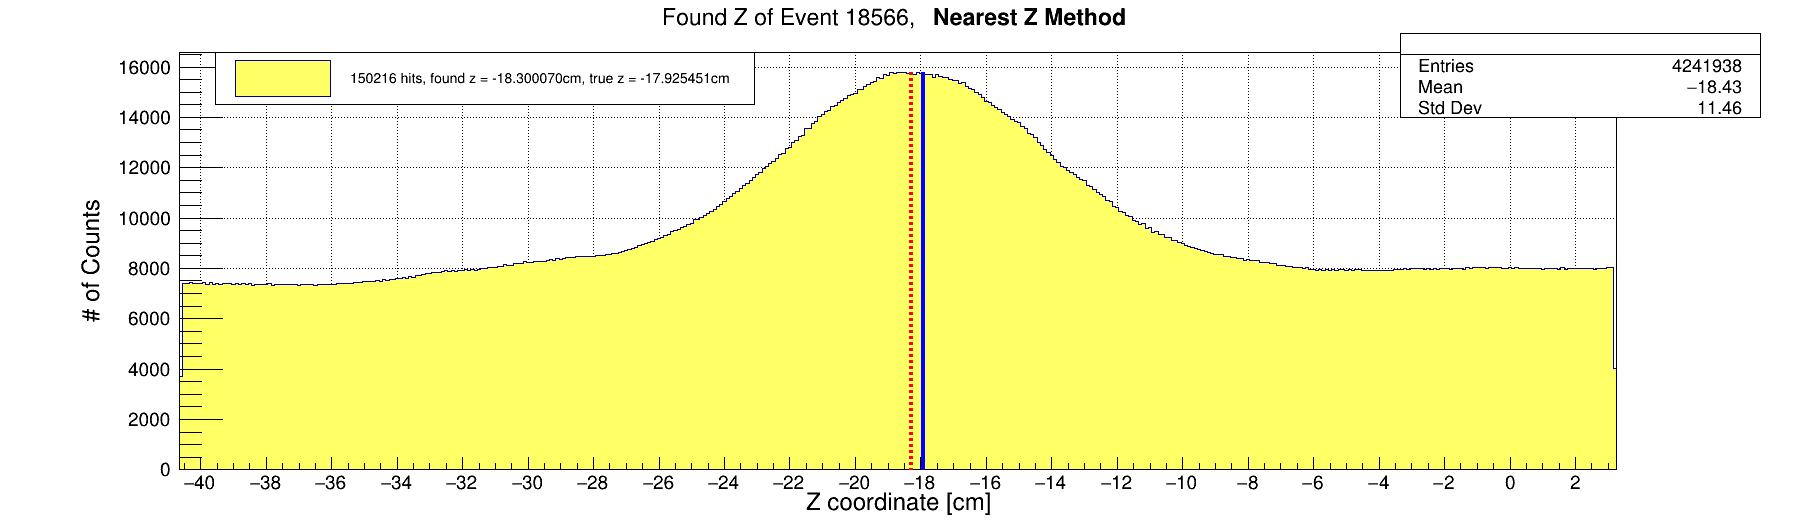 Found Z of Event 18566, Nearest Z Method
150216 hits, found z = -18.300070cm, true z = -17.925451cm
Entries 4241938
Mean −18.43
Std Dev 11.46
# of Counts
16000
14000
12000
10000
8000
6000
4000
2000
0
−40 −38 −36 −34 −32 −30 −28 −26 −24 −22 −20 −18 −16 −14 −12 −10 −8 −6 −4 −2 0 2
Z coordinate [cm]